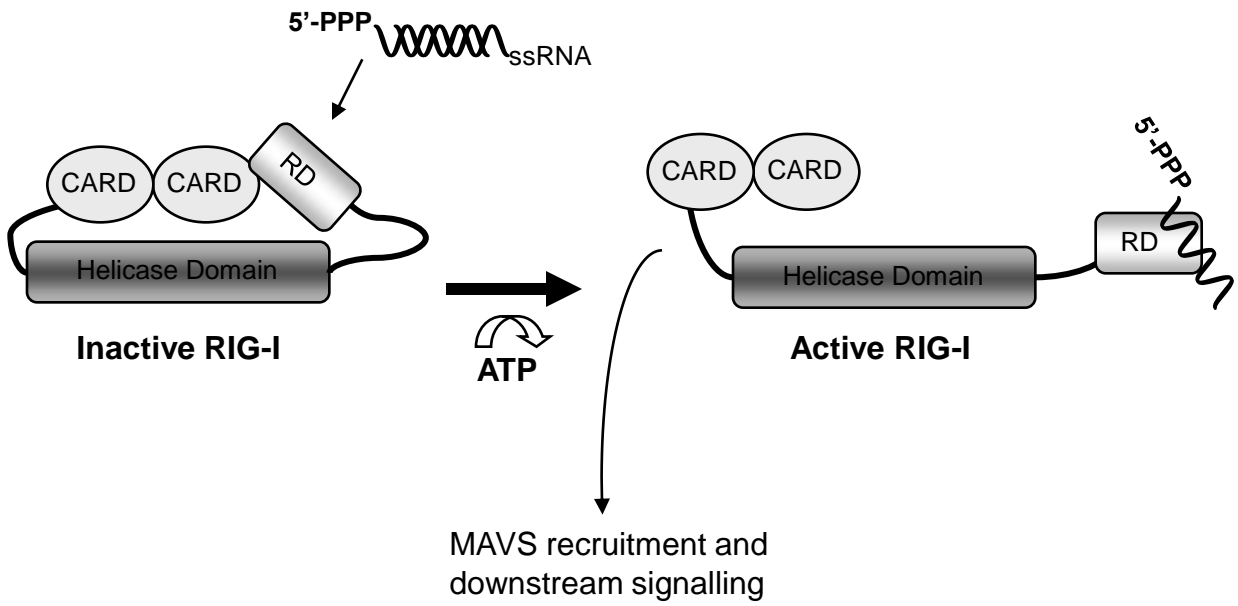 5’-PPP
ssRNA
CARD CARD RD
Helicase Domain
Inactive RIG-I
ATP
CARD CARD
Helicase Domain
RD
5’-PPP
Active RIG-I
MAVS recruitment and
downstream signalling